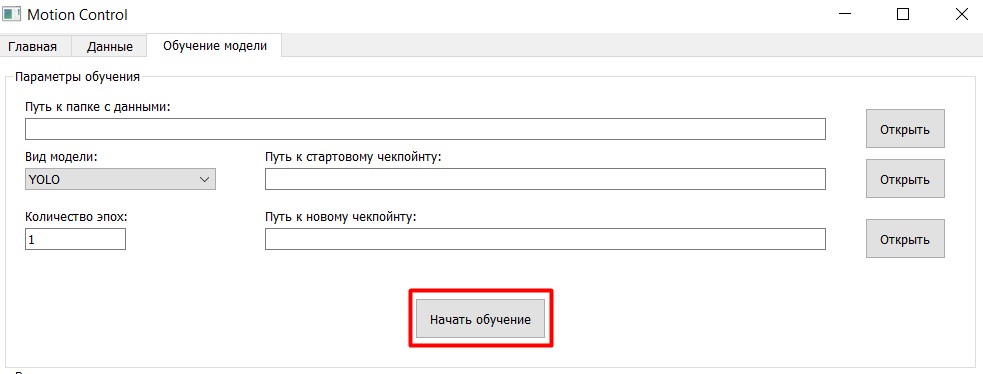 Motion Control
Главная Данные Обучение модели
Параметры обучения
Путь к папке с данными:
Открыть
Вид модели: Путь к стартовому чекпойнту:
YOLO Открыть
Количество эпох: Путь к новому чекпойнту:
1 Открыть
Начать обучение